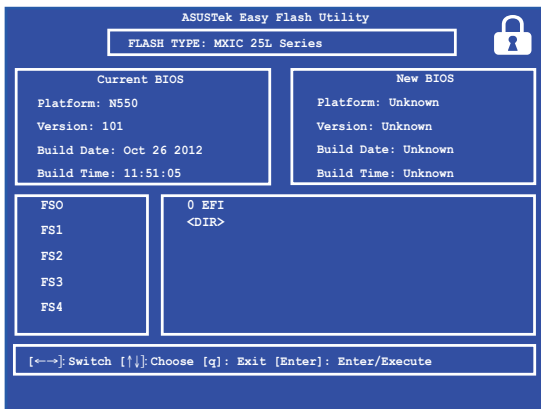 ASUSTek Easy Flash Utility
FLASH TYPE: MXIC 25L Series
Current BIOS
Platform: N550
Version: 101
Build Date: Oct 26 2012
Build Time: 11:51:05
New BIOS
Platform: Unknown
Version: Unknown
Build Date: Unknown
Build Time: Unknown
FSO
FS1
FS2
FS3
FS4
0 EFI
<DIR>
[←→]: Switch [↑↓]: Choose [q]: Exit [Enter]: Enter/Execute